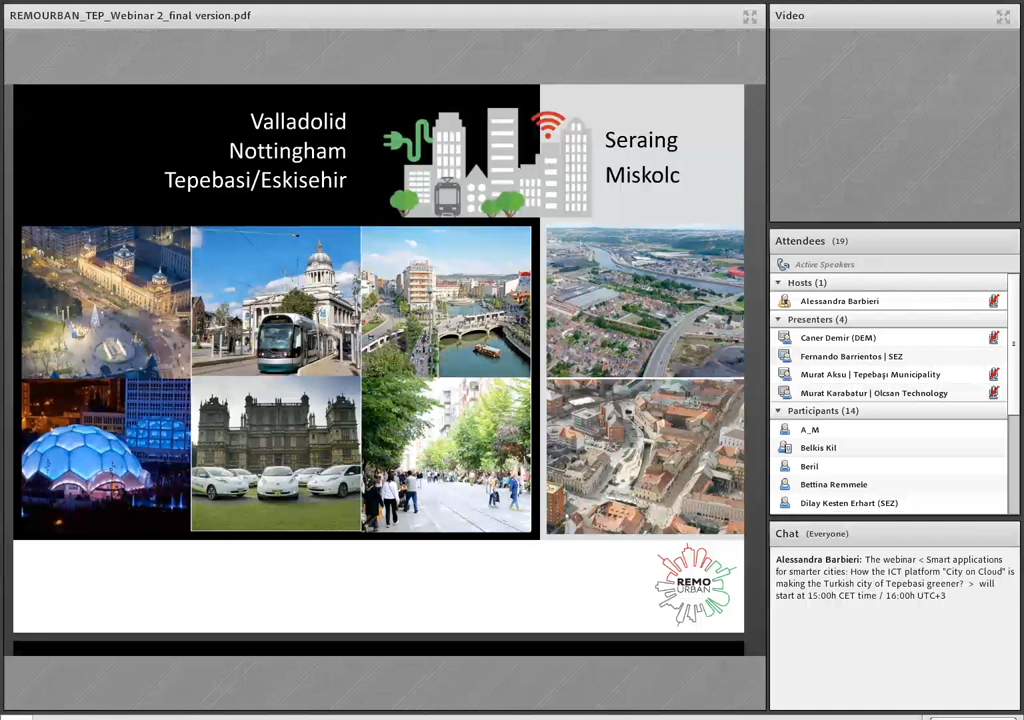 REMOURBAN_TEP_Webinar 2_final version.pdf
Valladolid
Nottingham
Tepebasi/Eskisehir
Seraing
Miskolc
REMO
URBAN
Video
Attendees (19)
Active Speakers
Hosts (1)
Alessandra Barbieri
Presenters (4)
Caner Demir (DEM)
Fernando Barrientos | SEZ
Murat Aksu | Tepebaşı Municipality
Murat Karabatur | Olcsan Technology
Participants (14)
A_M
Belkis Kil
Beril
Bettina Remmele
Dilay Kesten Erhart (SEZ)
Chat (Everyone)
Alessandra Barbieri: The webinar < Smart applications
for smarter cities: How the ICT platform "City on Cloud" is
making the Turkish city of Tepebasi greener? > will
start at 15:00h CET time / 16:00h UTC+3